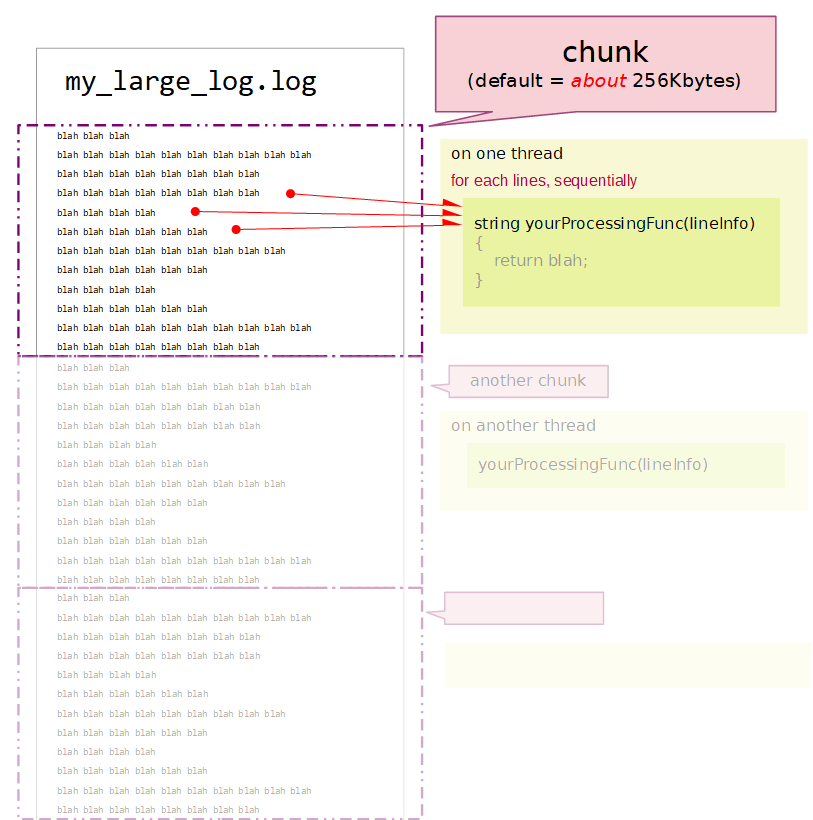 my_large_log.log
chunk
(default = about 256Kbytes)
blah blah blah
blah blah blah blah blah blah blah blah blah blah
blah blah blah blah blah blah blah blah
blah blah blah blah blah blah blah blah
blah blah blah blah
blah blah blah blah blah blah
blah blah blah blah blah blah blah blah blah
blah blah blah blah blah blah
blah blah blah blah
blah blah blah blah blah blah
blah blah blah blah blah blah blah blah blah blah
blah blah blah blah blah blah blah blah
on one thread
for each lines, sequentially
string yourProcessingFunc(lineInfo)
{
return blah;
}
blah blah blah
blah blah blah blah blah blah blah blah blah blah
blah blah blah blah blah blah blah blah
blah blah blah blah blah blah blah blah
blah blah blah blah
blah blah blah blah blah blah
blah blah blah blah blah blah blah blah blah
blah blah blah blah blah blah
blah blah blah blah
blah blah blah blah blah blah
blah blah blah blah blah blah blah blah blah blah
blah blah blah blah blah blah blah blah
another chunk
on another thread
yourProcessingFunc(lineInfo)
blah blah blah
blah blah blah blah blah blah blah blah blah blah
blah blah blah blah blah blah blah blah
blah blah blah blah blah blah blah blah
blah blah blah blah
blah blah blah blah blah blah
blah blah blah blah blah blah blah blah blah
blah blah blah blah blah blah
blah blah blah blah
blah blah blah blah blah blah
blah blah blah blah blah blah blah blah blah blah
blah blah blah blah blah blah blah blah